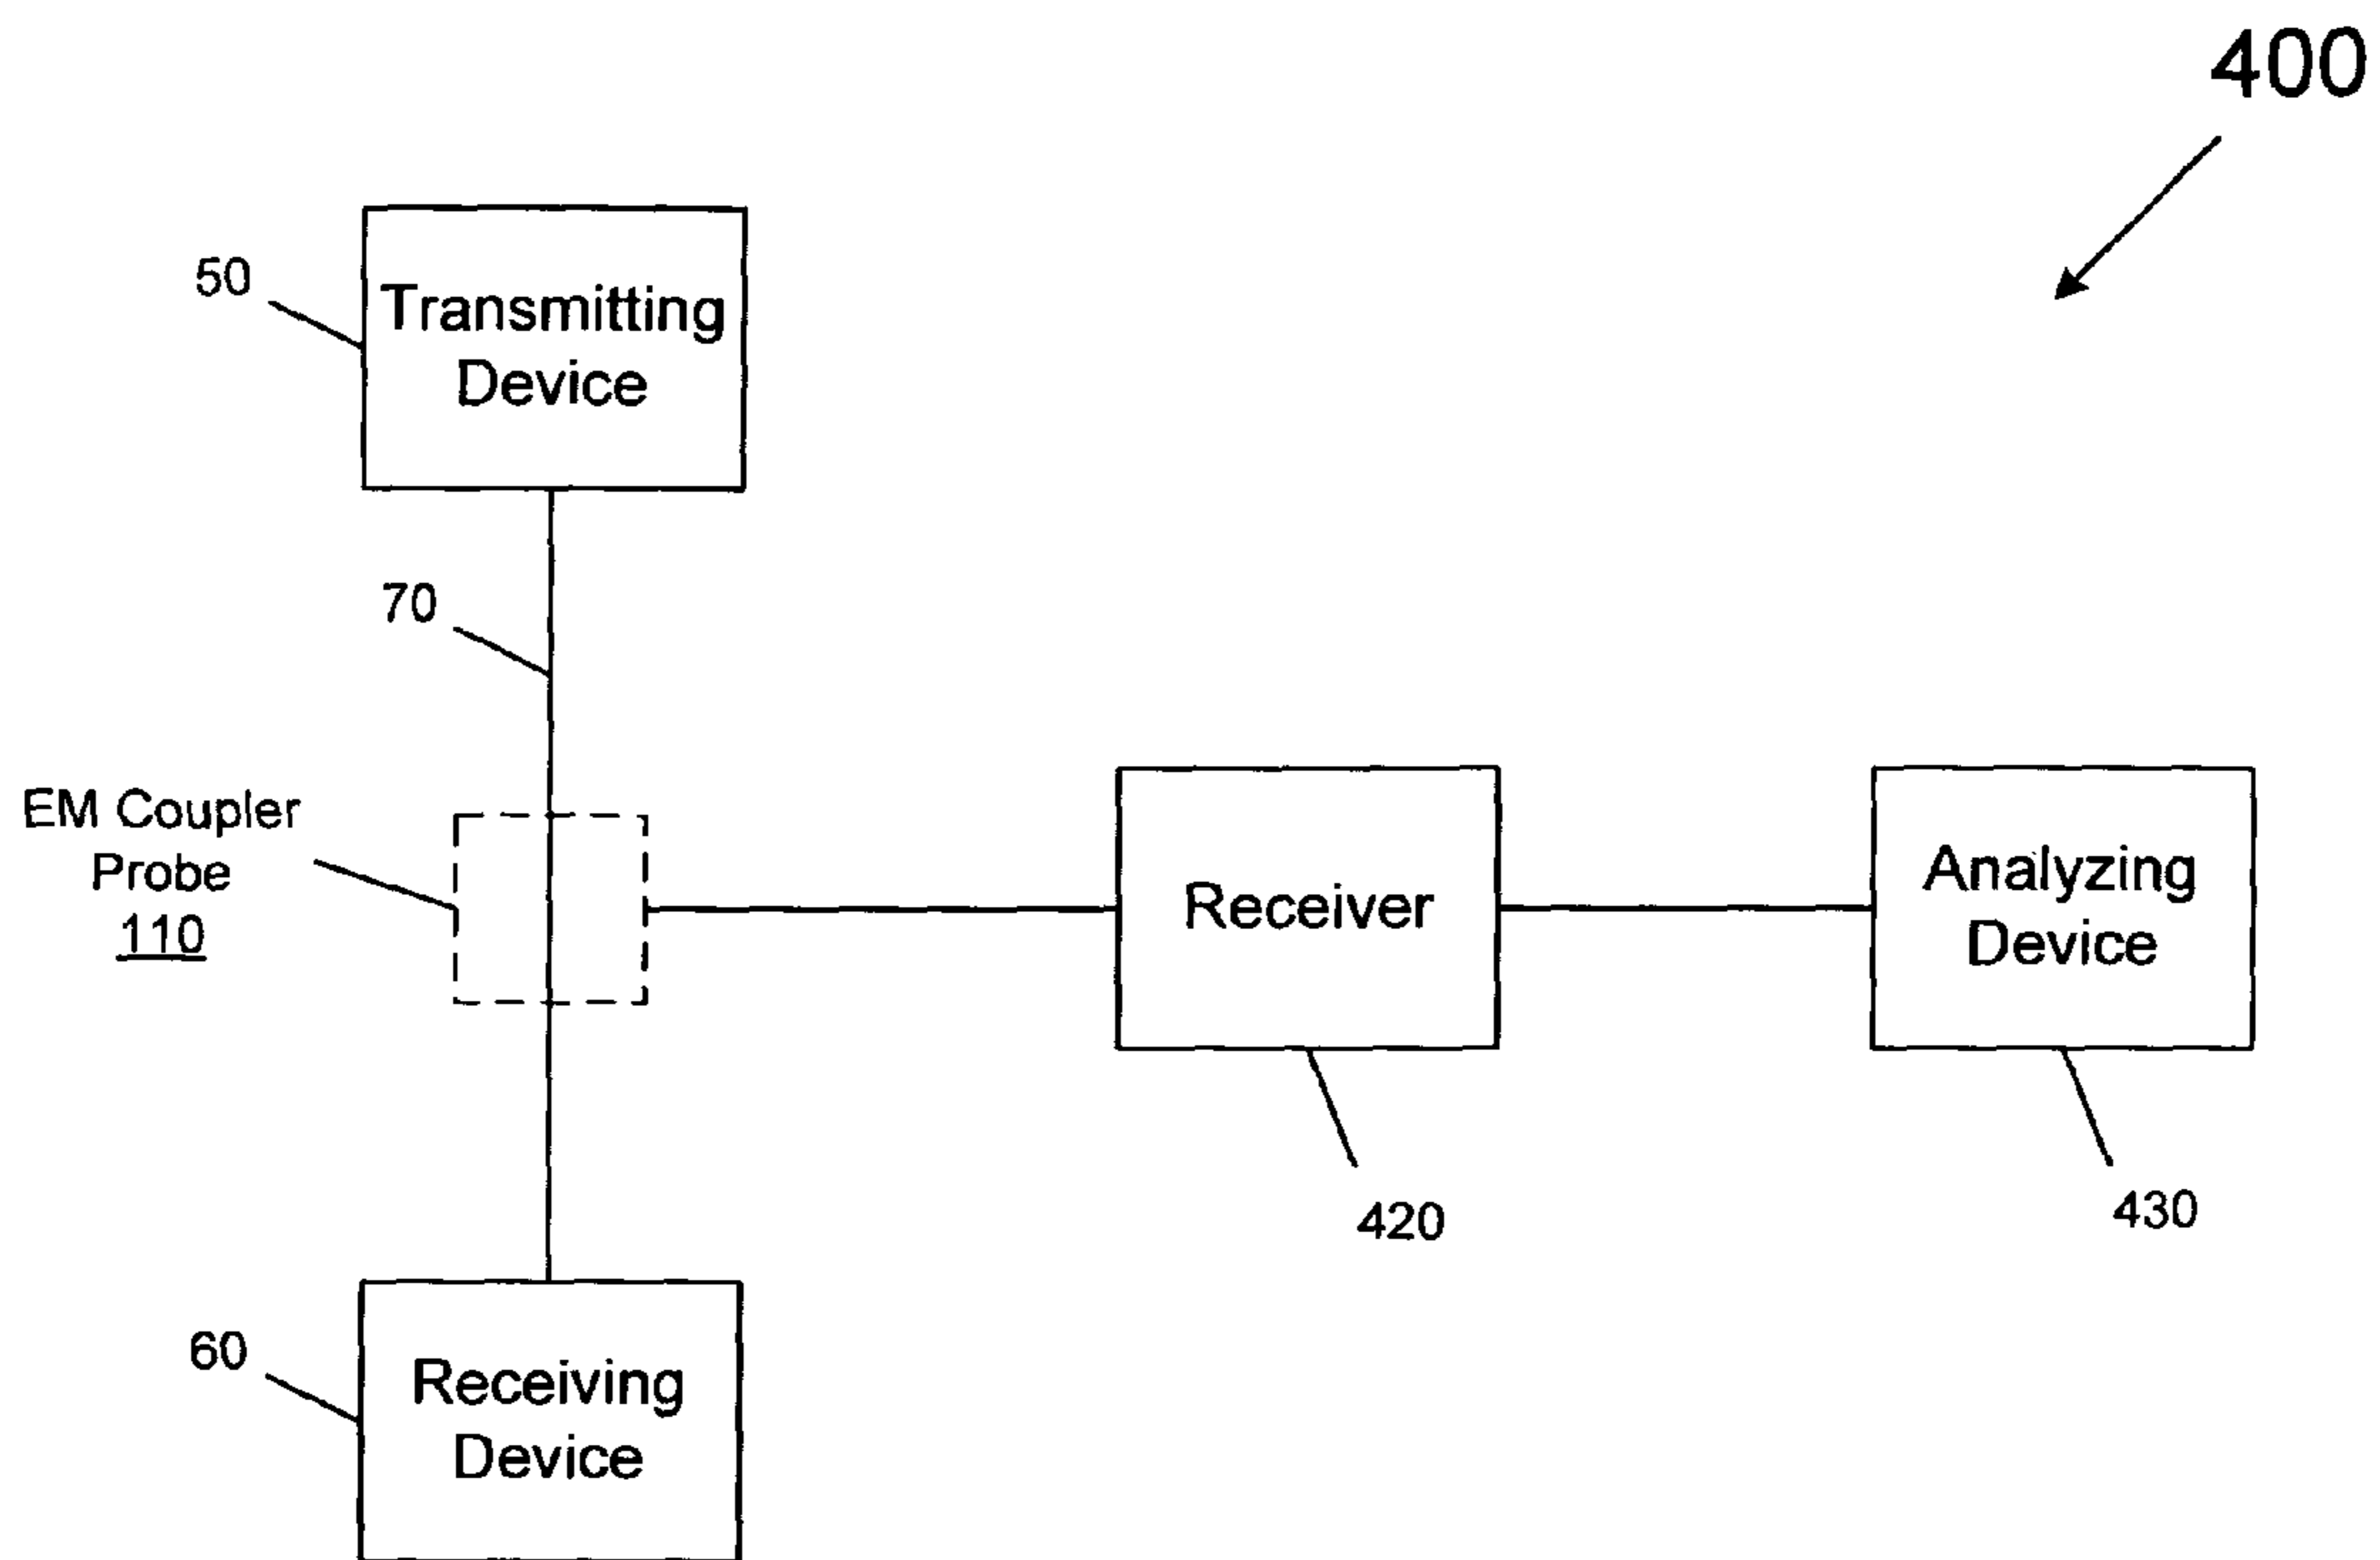 400
50
Transmitting
Device
70
EM Coupler
Probe
110
Receiver
Analyzing
Device
420
430
60
Receiving
Device